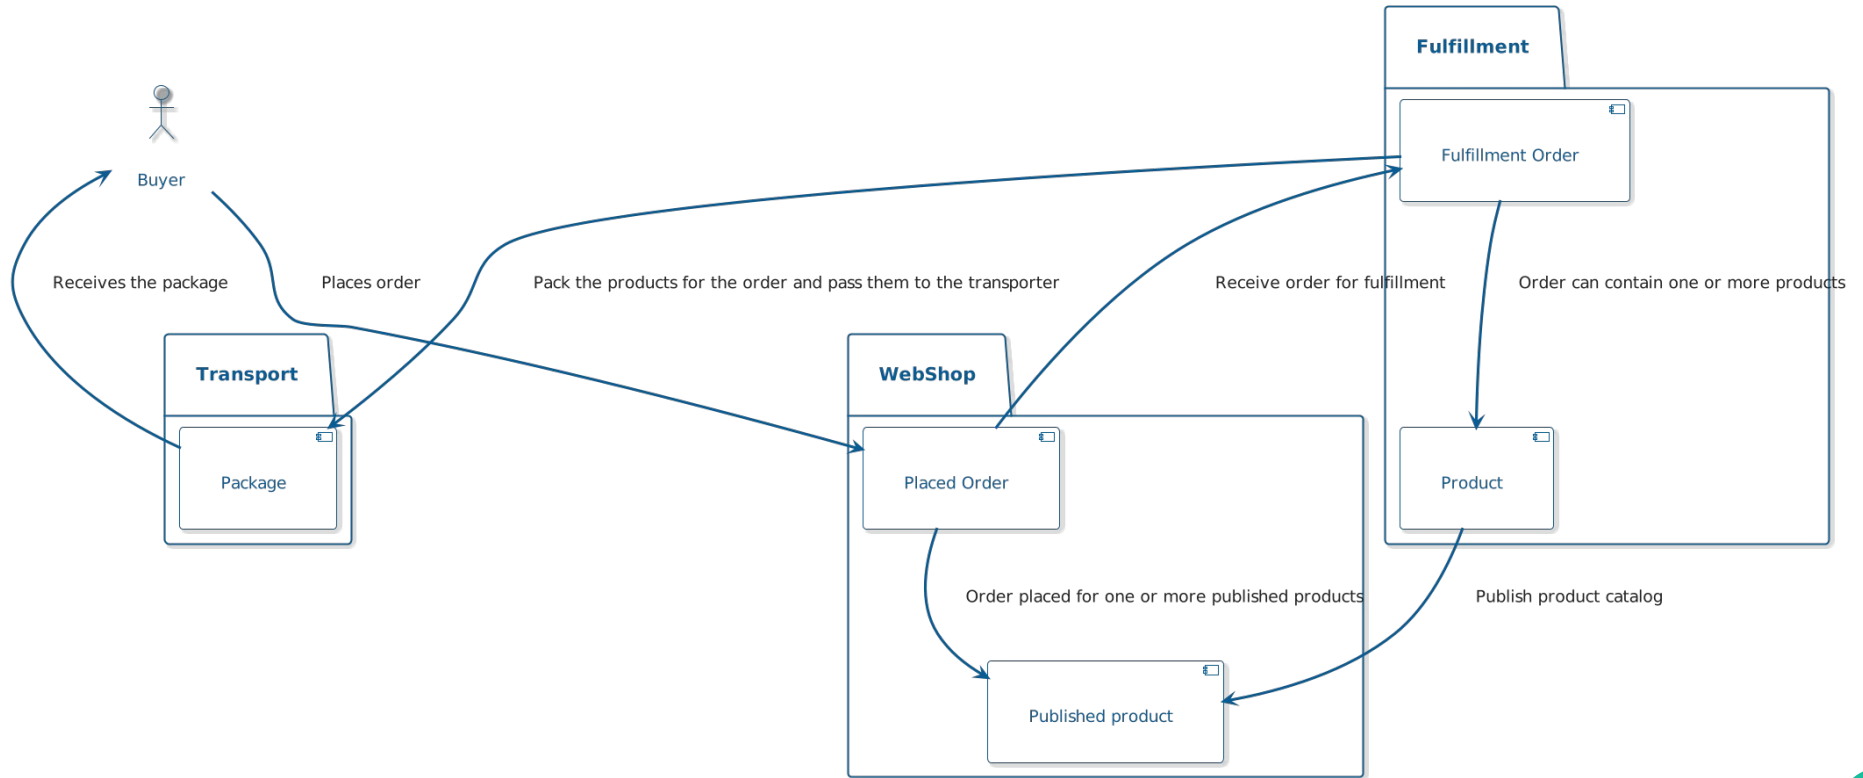 Fulfillment
Fulfillment Order
Buyer
Receives the package
Places order
Pack the products for the order and pass them to the transporter
Receive order for fulfillment
Order can contain one or more products
Transport
WebShop
Package
Placed Order
Product
Order placed for one or more published products
Publish product catalog
Published product